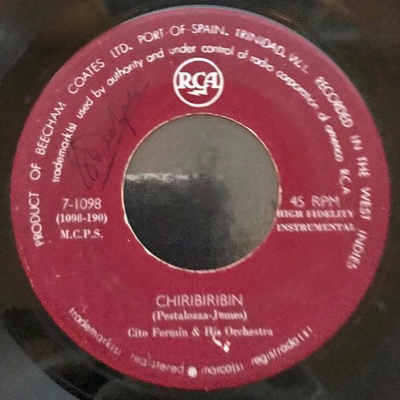 PRODUCT OF BEECHAM COATES LTD. PORT-OF-SPAIN, TRINIDAD, W.I. RECORDED IN THE WEST INDIES
trademark(s) used by authority and under control of radio corporation of america RCA
RCA
7-1098
(1098-190)
M.C.P.S.
45 RPM
HIGH FIDELITY
INSTRUMENTAL
CHIRIBIRIBIN
(Pestalozza-James)
Cito Fermin & His Orchestra
trademark(s) registered • marca(s) registrada(s)